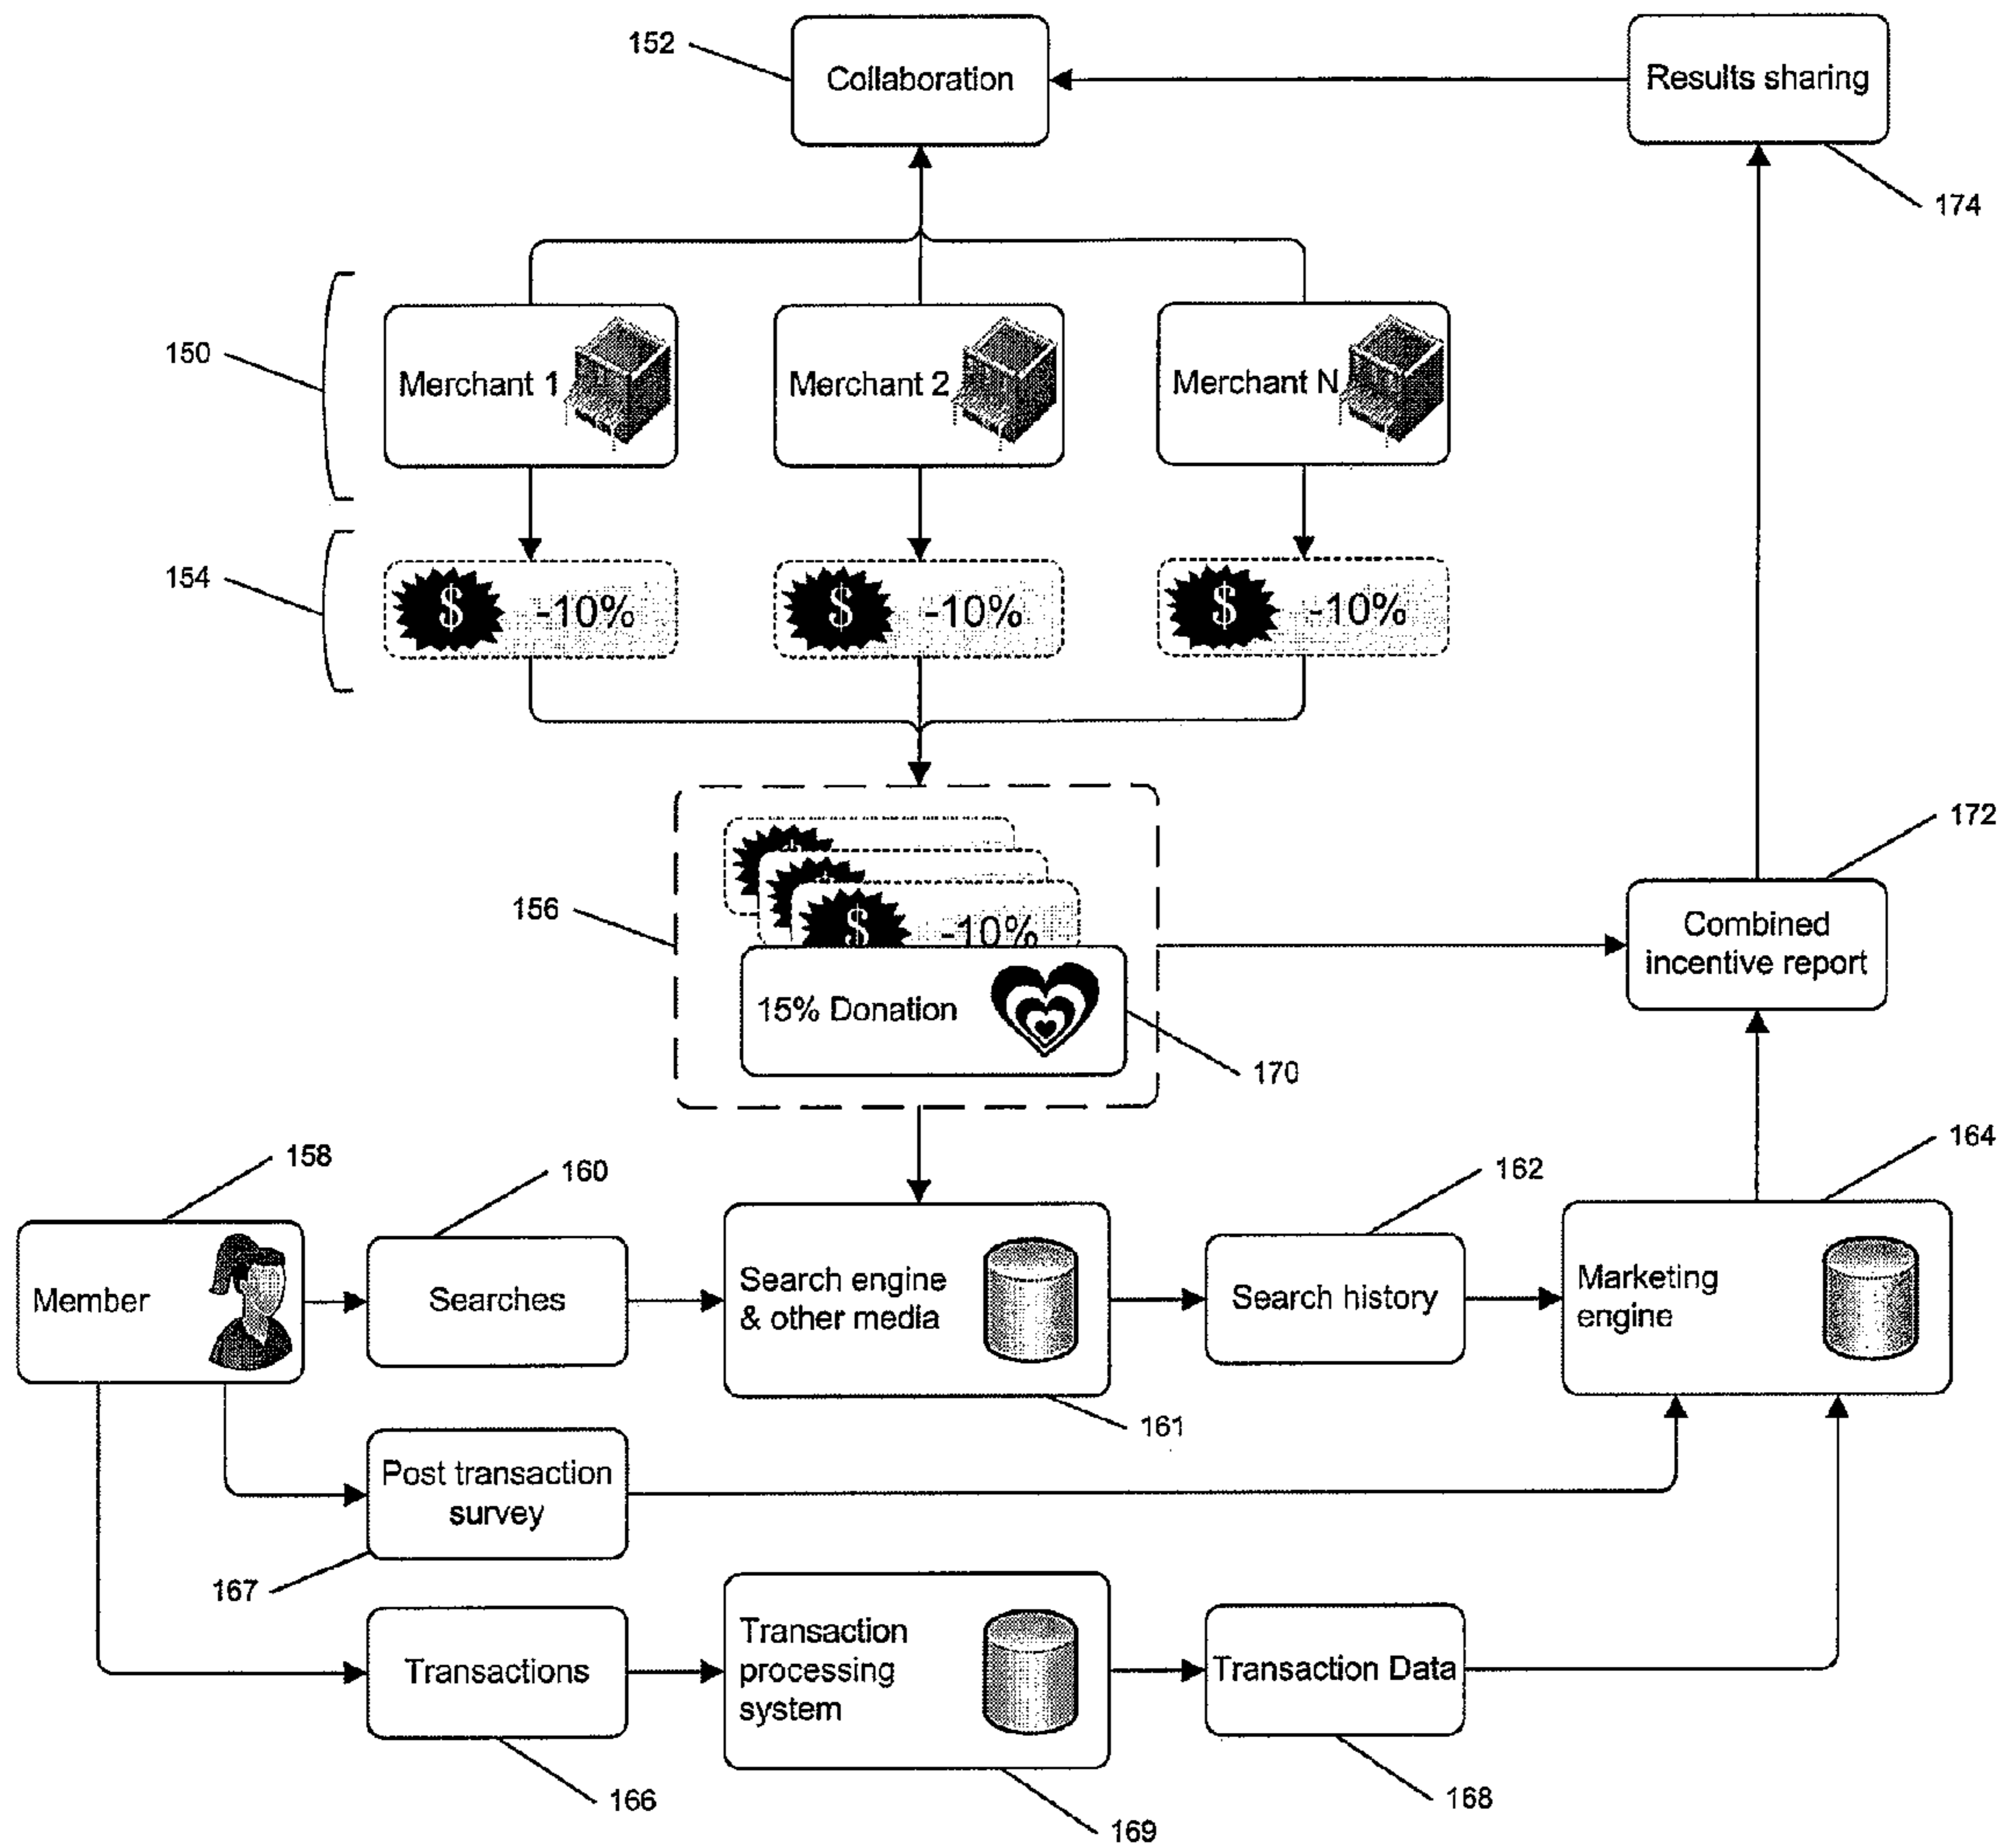 152
Collaboration
Results sharing
174
150
Merchant 1
Merchant 2
Merchant N
154
$ -10%
$ -10%
$ -10%
156
$ -10%
15% Donation
170
172
Combined
incentive report
158
160
162
164
Member
Searches
Search engine
& other media
Search history
Marketing
engine
161
Post transaction
survey
167
Transactions
Transaction
processing
system
Transaction Data
166
169
168